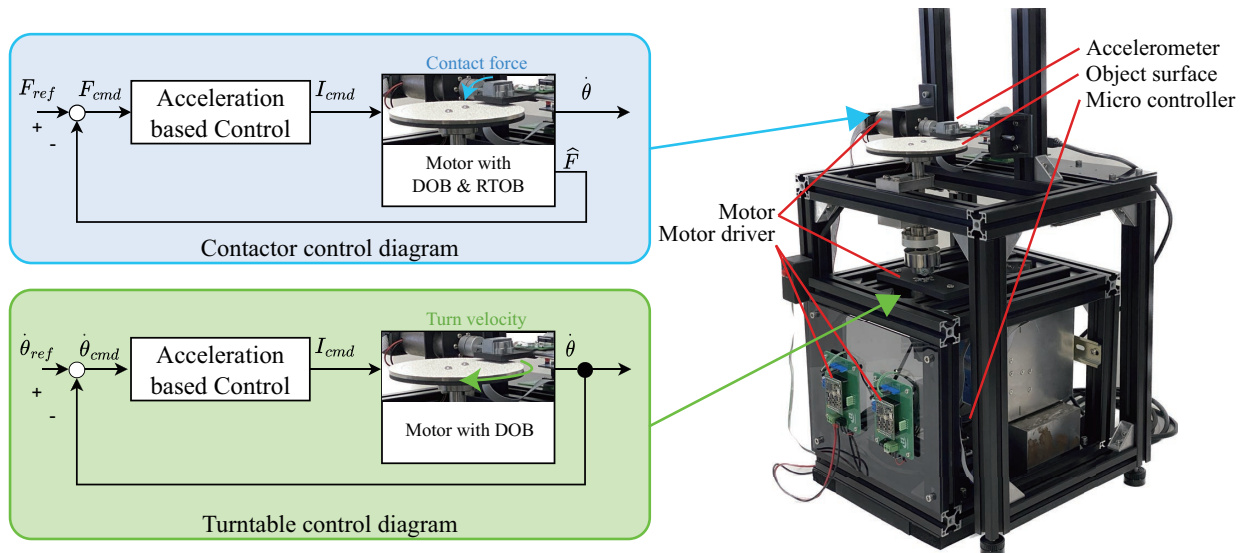 Contact force
F_ref
F_cmd
Acceleration
based Control
I_cmd
θ̇
+
-
F̂
Motor with
DOB & RTOB
Contactor control diagram
Turn velocity
θ̇_ref
θ̇_cmd
Acceleration
based Control
I_cmd
θ̇
+
-
Motor with DOB
Turntable control diagram
Accelerometer
Object surface
Micro controller
Motor
Motor driver